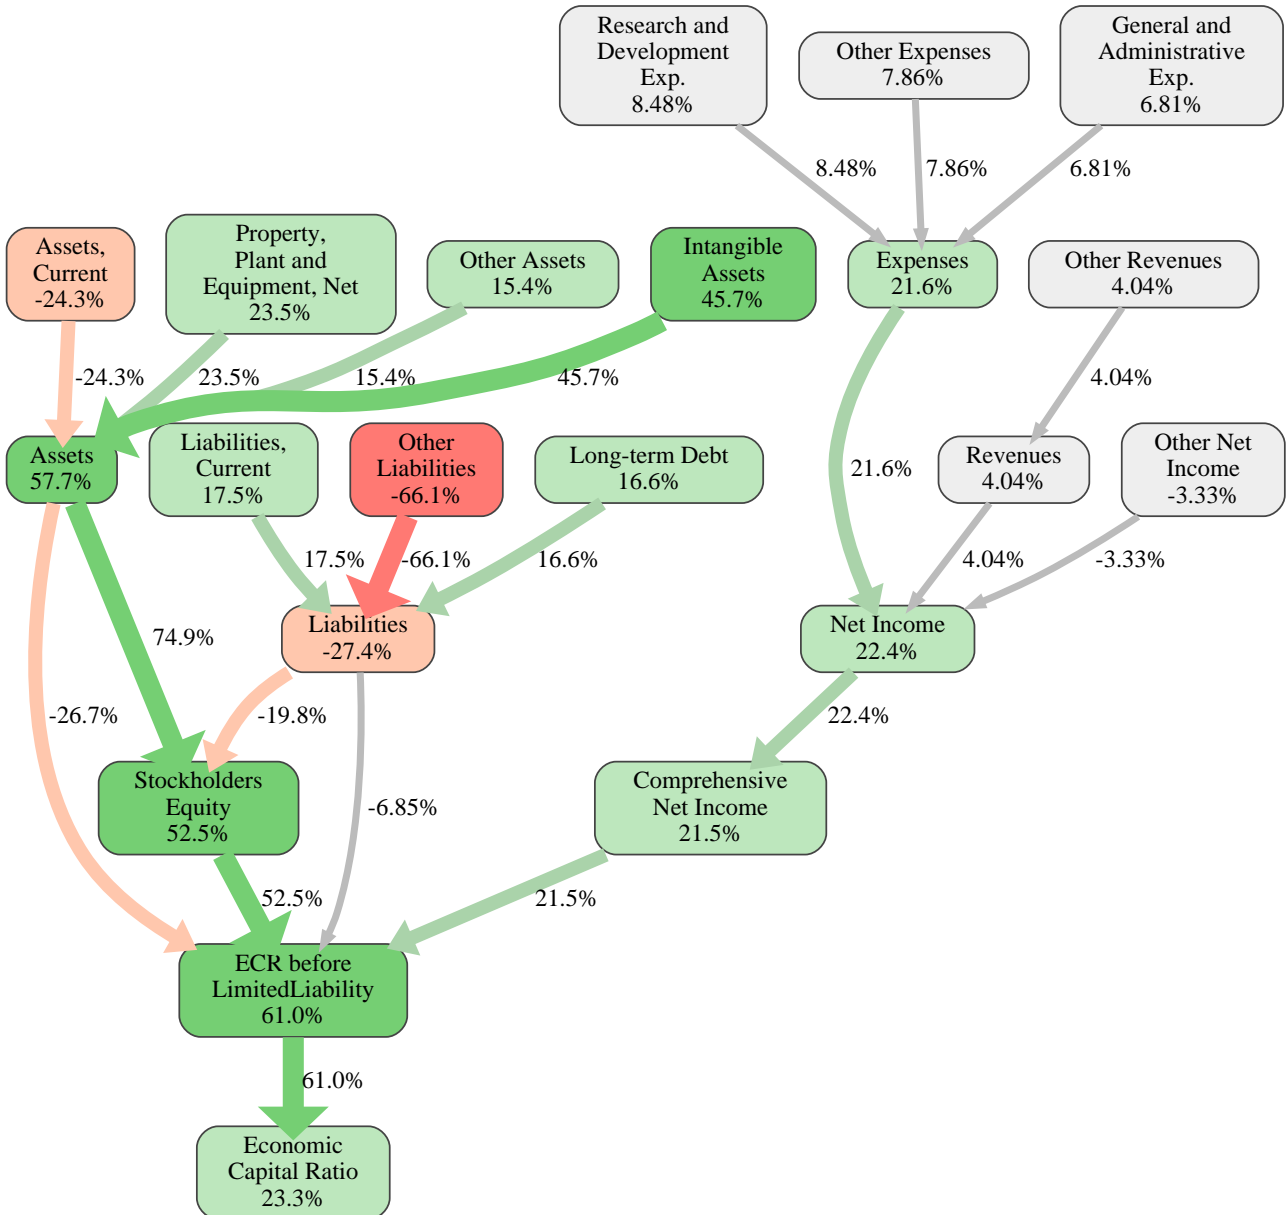 Research and
Development
Exp.
8.48%
Other Expenses
7.86%
General and
Administrative
Exp.
6.81%
8.48%
7.86%
6.81%
Assets,
Current
-24.3%
Property,
Plant and
Equipment, Net
23.5%
Other Assets
15.4%
Intangible
Assets
45.7%
Expenses
21.6%
Other Revenues
4.04%
-24.3%
23.5%
15.4%
45.7%
4.04%
Assets
57.7%
Liabilities,
Current
17.5%
Other
Liabilities
-66.1%
Long-term Debt
16.6%
21.6%
Revenues
4.04%
Other Net
Income
-3.33%
17.5%
-66.1%
16.6%
4.04%
-3.33%
74.9%
Liabilities
-27.4%
Net Income
22.4%
-26.7%
-19.8%
22.4%
Stockholders
Equity
52.5%
-6.85%
Comprehensive
Net Income
21.5%
52.5%
21.5%
ECR before
LimitedLiability
61.0%
61.0%
Economic
Capital Ratio
23.3%